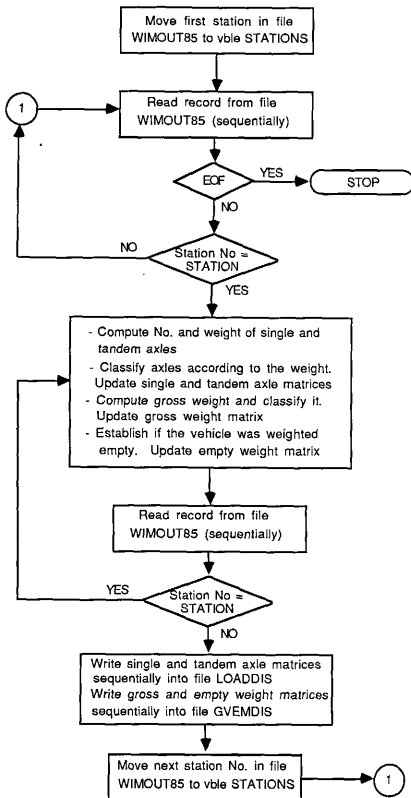 Move first station in file
WIMOUT85 to vble STATIONS
1
Read record from file
WIMOUT85 (sequentially)
EOF
YES
STOP
NO
NO
Station No =
STATION
YES
- Compute No. and weight of single and
tandem axles
- Classify axles according to the weight.
Update single and tandem axle matrices
- Compute gross weight and classify it.
Update gross weight matrix
- Establish if the vehicle was weighted
empty. Update empty weight matrix
Read record from file
WIMOUT85 (sequentially)
YES
Station No =
STATION
NO
Write single and tandem axle matrices
sequentially into file LOADDIS
Write gross and empty weight matrices
sequentially into file GVEMDIS
Move next station No. in file
WIMOUT85 to vble STATIONS
1